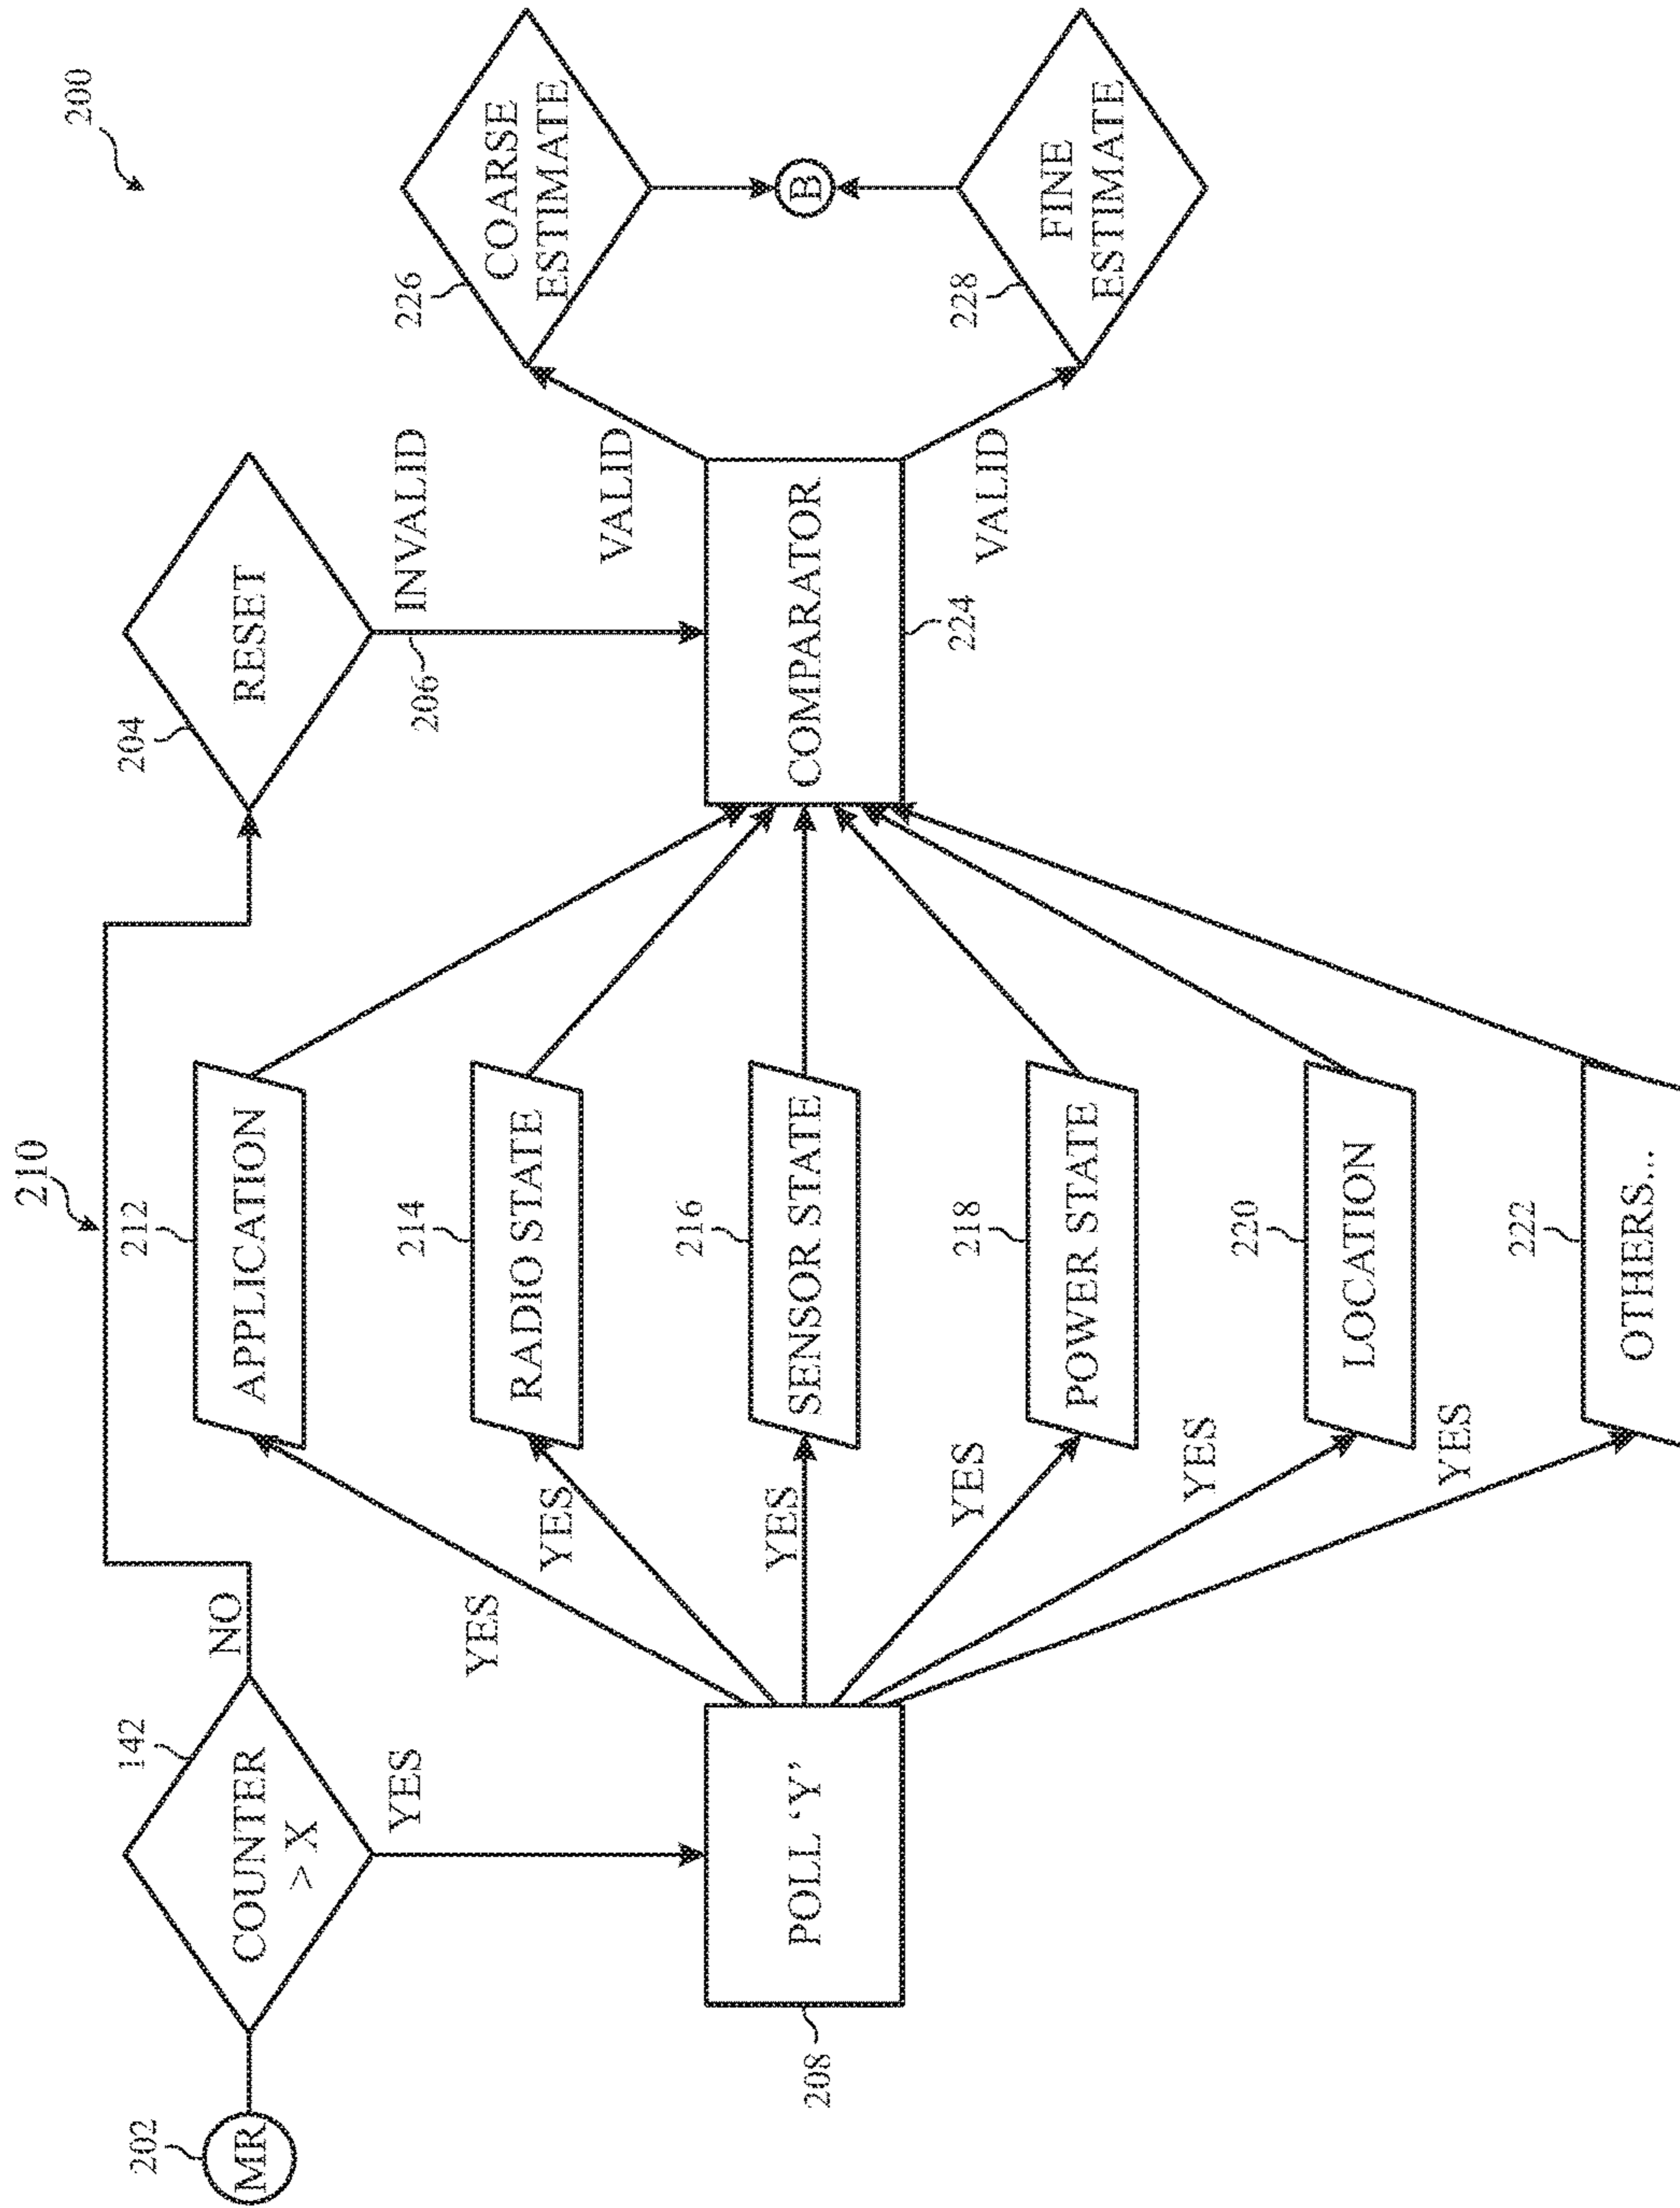 200
210
202
MR
142
COUNTER
> X
NO
YES
204
RESET
206
INVALID
208
POLL ‘Y’
YES
YES
YES
YES
YES
YES
212
APPLICATION
214
RADIO STATE
216
SENSOR STATE
218
POWER STATE
220
LOCATION
222
OTHERS...
COMPARATOR
224
VALID
VALID
226
COARSE
ESTIMATE
B
228
FINE
ESTIMATE